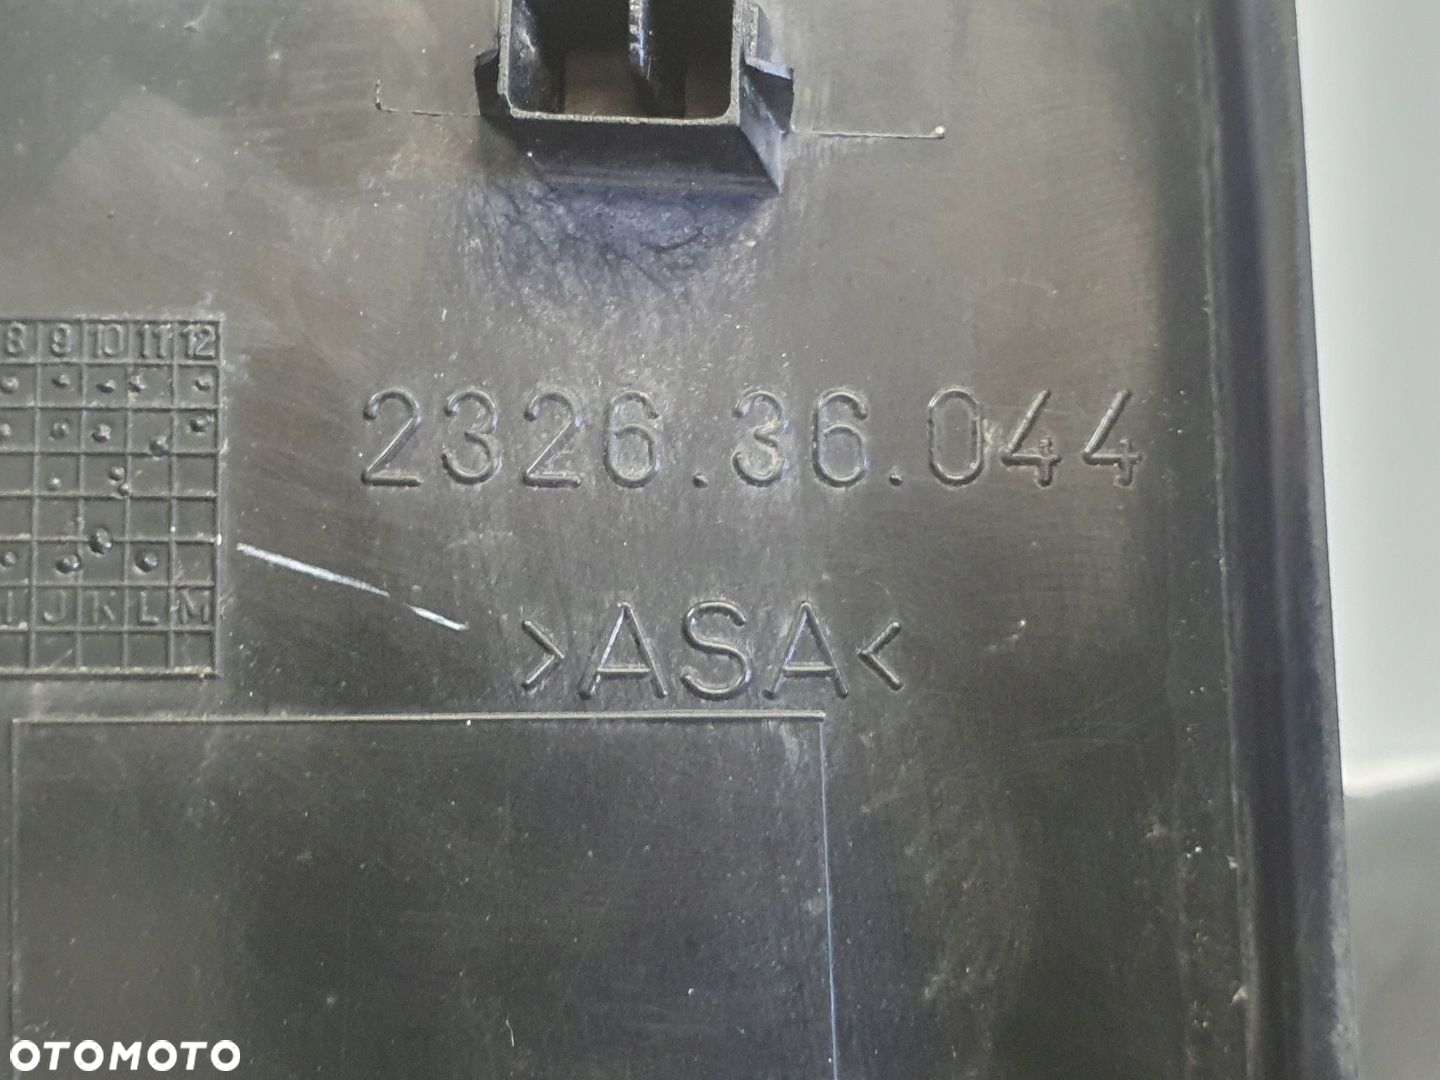 8 9 10 11 12
2326.36.044
I J K L M
>ASA<
OTOMOTO